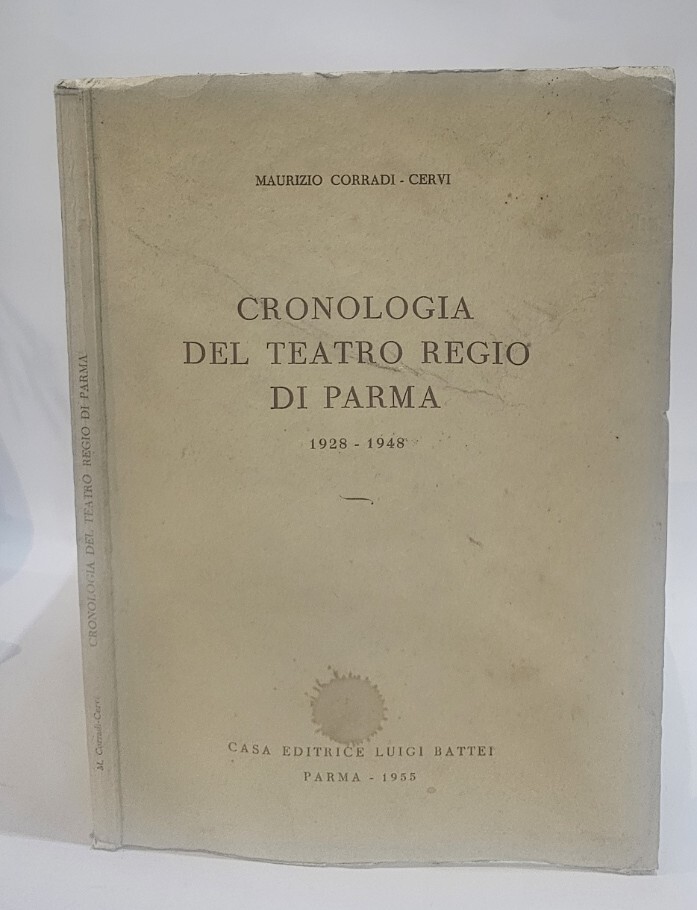 MAURIZIO CORRADI - CERVI
CRONOLOGIA
DEL TEATRO REGIO
DI PARMA
1928 - 1948
CASA EDITRICE LUIGI BATTEI
PARMA - 1955
M. Corradi-Cervi
CRONOLOGIA DEL TEATRO REGIO DI PARMA